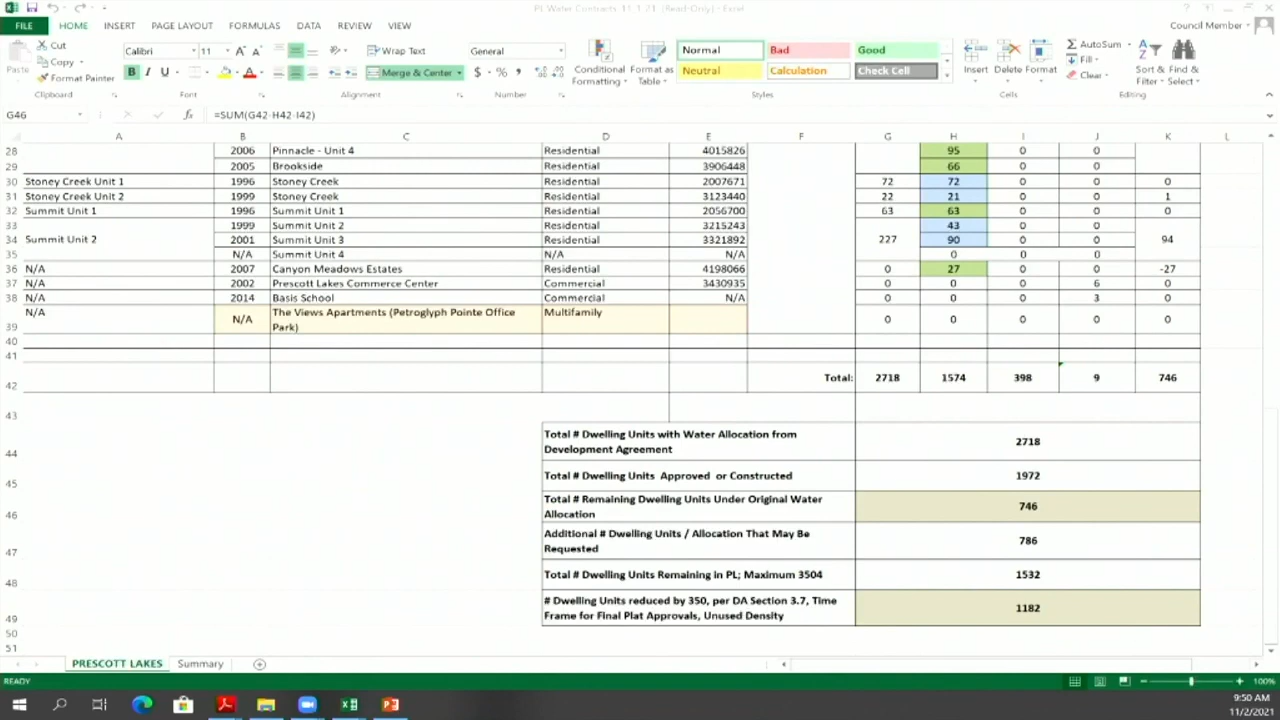 PL Water Contracts 11-1-21 (Read-Only) - Excel
FILE HOME INSERT PAGE LAYOUT FORMULAS DATA REVIEW VIEW Council Member
Cut
Copy
Paste
Format Painter
Clipboard
Calibri 11
B I U
Font
Wrap Text
Merge & Center
Alignment
General
$ % ,
Number
Conditional Formatting
Format as Table
Normal Bad Good
Neutral Calculation Check Cell
Styles
Insert Delete Format
Cells
AutoSum
Fill
Clear
Sort & Filter
Find & Select
Editing
G46 fx =SUM(G42-H42-I42)
A B C D E F G H I J K L
28 2006 Pinnacle - Unit 4 Residential 4015826 95 0 0
29 2005 Brookside Residential 3906448 66 0 0
30 Stoney Creek Unit 1 1996 Stoney Creek Residential 2007671 72 72 0 0 0
31 Stoney Creek Unit 2 1999 Stoney Creek Residential 3123440 22 21 0 0 1
32 Summit Unit 1 1996 Summit Unit 1 Residential 2056700 63 63 0 0 0
33 1999 Summit Unit 2 Residential 3215243 43 0 0
34 Summit Unit 2 2001 Summit Unit 3 Residential 3321892 227 90 0 0 94
35 N/A Summit Unit 4 N/A N/A 0 0 0
36 N/A 2007 Canyon Meadows Estates Residential 4198066 0 27 0 0 -27
37 N/A 2002 Prescott Lakes Commerce Center Commercial 3430935 0 0 0 6 0
38 N/A 2014 Basis School Commercial N/A 0 0 0 3 0
39 N/A N/A The Views Apartments (Petroglyph Pointe Office Park) Multifamily 0 0 0 0 0
40
41
42 Total: 2718 1574 398 9 746
43
44 Total # Dwelling Units with Water Allocation from Development Agreement 2718
45 Total # Dwelling Units Approved or Constructed 1972
46 Total # Remaining Dwelling Units Under Original Water Allocation 746
47 Additional # Dwelling Units / Allocation That May Be Requested 786
48 Total # Dwelling Units Remaining in PL; Maximum 3504 1532
49 # Dwelling Units reduced by 350, per DA Section 3.7, Time Frame for Final Plat Approvals, Unused Density 1182
50
51
PRESCOTT LAKES Summary
READY 100%
9:50 AM
11/2/2021